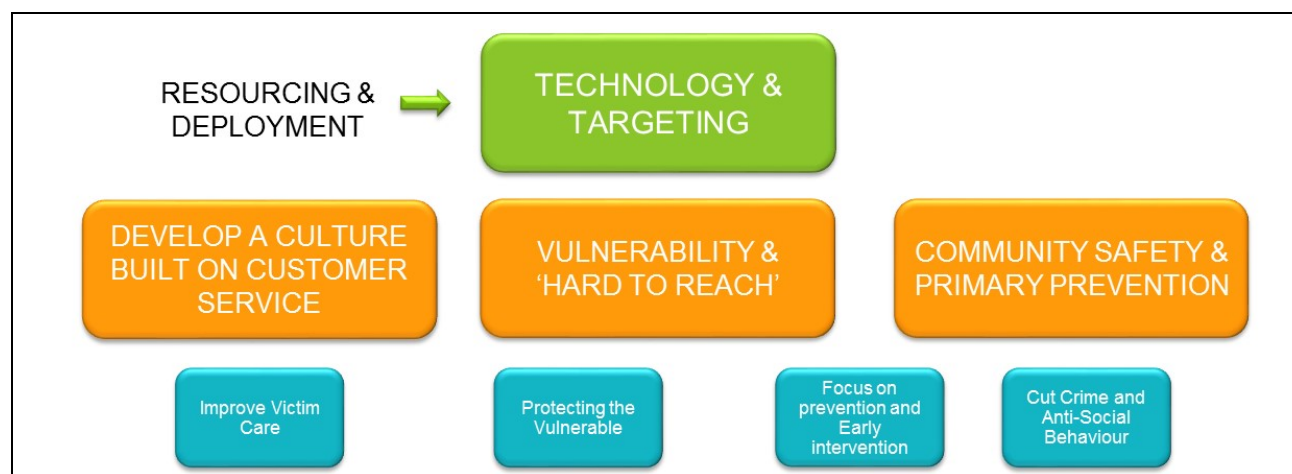 RESOURCING &
DEPLOYMENT
TECHNOLOGY &
TARGETING
DEVELOP A CULTURE
BUILT ON CUSTOMER
SERVICE
VULNERABILITY &
‘HARD TO REACH’
COMMUNITY SAFETY &
PRIMARY PREVENTION
Improve Victim
Care
Protecting the
Vulnerable
Focus on
prevention and
Early
intervention
Cut Crime and
Anti-Social
Behaviour